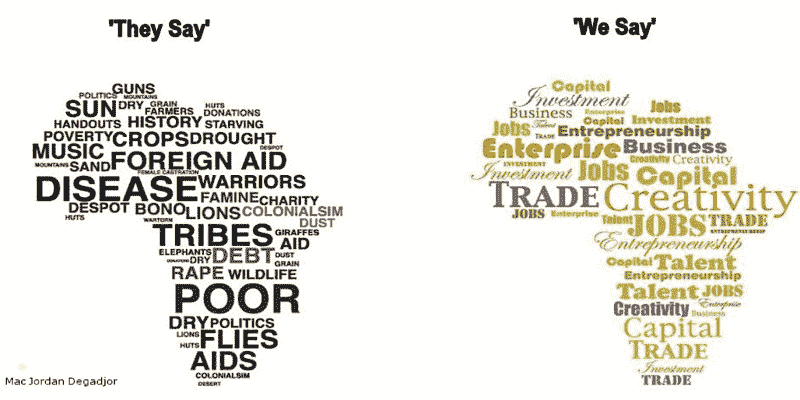 'They Say'
GUNS
POLITICS MOUNTAINS
SUN DRY GRAIN HUTS
FARMERS DONATIONS
HANDOUTS HISTORY STARVING
POVERTY CROPS DROUGHT
MUSIC FOREIGN AID DESPOT
MOUNTAINS SAND
FEMALE CASTRATION
DISEASE WARRIORS
FAMINE CHARITY
DESPOT BONO LIONS COLONIALSIM
HUTS WARTORN DUST
TRIBES GIRAFFES
AID
ELEPHANTS DEBT DUST
DONATIONS DRY GRAIN
RAPE WILDLIFE
POOR
DRY POLITICS
LIONS FLIES
HUTS
AIDS
COLONIALSIM
DESERT
Mac Jordan Degadjor
'We Say'
Capital
Investment Jobs
Business Enterprise
Capital Investment
Jobs Talent Entrepreneurship
TRADE
Enterprise Business
INVESTMENT Creativity Creativity
Investment Jobs Capital
TRADE Creativity
JOBS Enterprise Talent JOBS TRADE
ENTREPRENEURSHIP
Entrepreneurship
Capital Talent
Entrepreneurship
Talent JOBS
Enterprise
Creativity Business
Capital
TRADE
Investment
TRADE